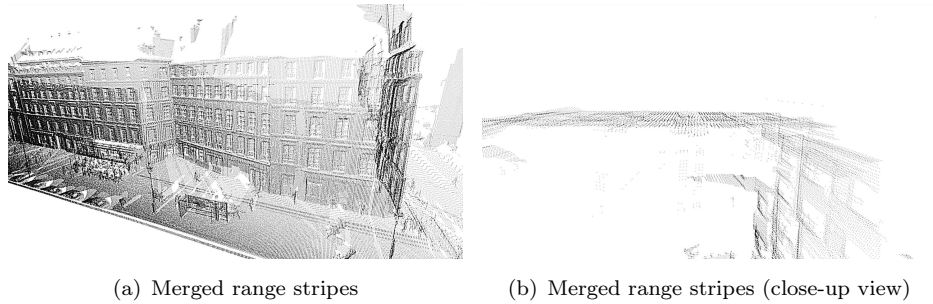 (a) Merged range stripes
(b) Merged range stripes (close-up view)